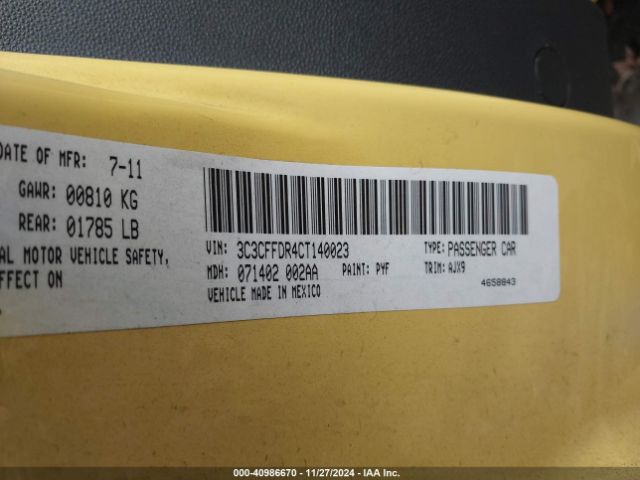 DATE OF MFR: 7-11
GAWR: 00810 KG
REAR: 01785 LB
MOTOR VEHICLE SAFETY,
ON
VIN: 3C3CFFDR4CT140023 TYPE: PASSENGER CAR
MDH: 071402 002AA PAINT: PYF TRIM: AJX9
VEHICLE MADE IN MEXICO 4658843
000-40986670 - 11/27/2024 - IAA Inc.